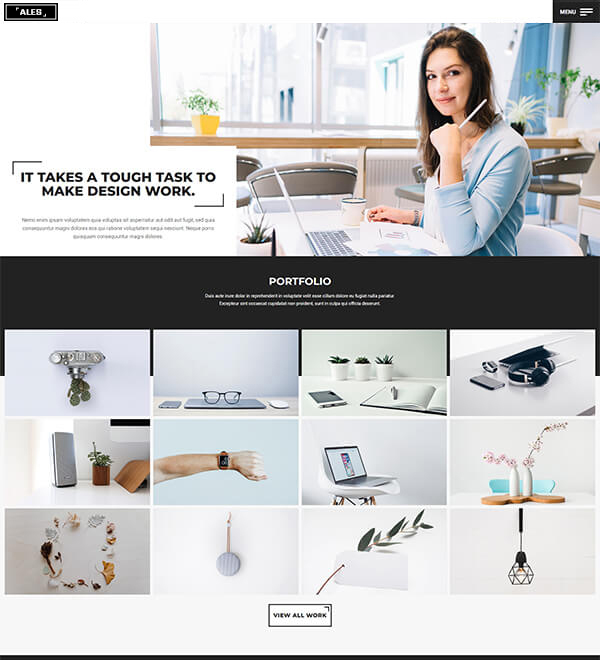 ALEB
MENU
IT TAKES A TOUGH TASK TO
MAKE DESIGN WORK.
Nemo enim ipsam voluptatem quia voluptas sit aspernatur aut odit aut fugit, sed quia
consequuntur magni dolores eos qui ratione voluptatem sequi nesciunt. Neque porro
quisquam consequuntur magni dolores.
PORTFOLIO
Duis aute irure dolor in reprehenderit in voluptate velit esse cillum dolore eu fugiat nulla pariatur
Excepteur sint occaecat cupidatat non proident, sunt in culpa qui officia deserunt.
VIEW ALL WORK